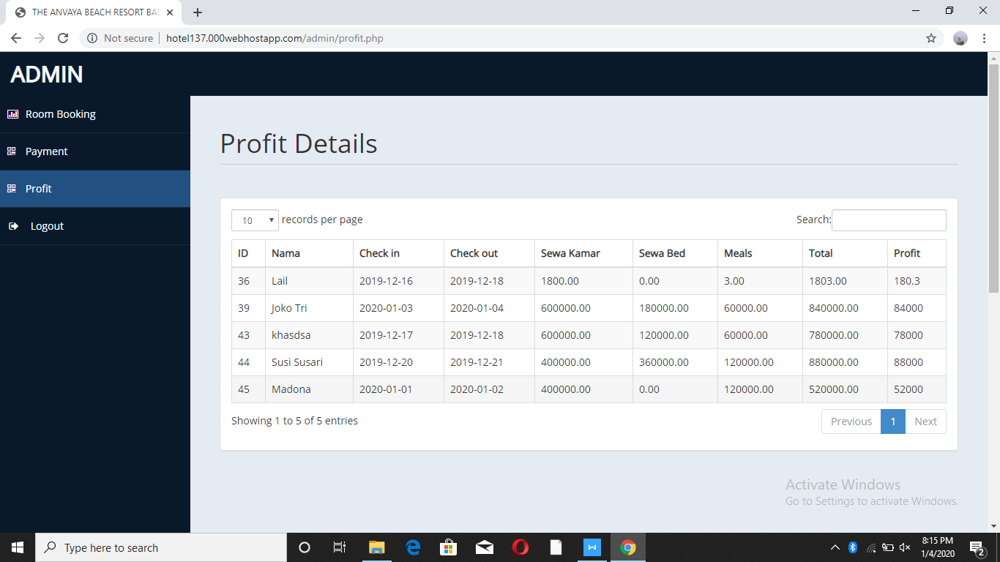 THE ANVAYA BEACH RESORT BAL
Not secure hotel137.000webhostapp.com/admin/profit.php
ADMIN
Room Booking
Payment
Profit
Logout
Profit Details
10 records per page Search:
ID Nama Check in Check out Sewa Kamar Sewa Bed Meals Total Profit
36 Lail 2019-12-16 2019-12-18 1800.00 0.00 3.00 1803.00 180.3
39 Joko Tri 2020-01-03 2020-01-04 600000.00 180000.00 60000.00 840000.00 84000
43 khasdsa 2019-12-17 2019-12-18 600000.00 120000.00 60000.00 780000.00 78000
44 Susi Susari 2019-12-20 2019-12-21 400000.00 360000.00 120000.00 880000.00 88000
45 Madona 2020-01-01 2020-01-02 400000.00 0.00 120000.00 520000.00 52000
Showing 1 to 5 of 5 entries Previous 1 Next
Activate Windows
Go to Settings to activate Windows.
Type here to search
8:15 PM
1/4/2020
2